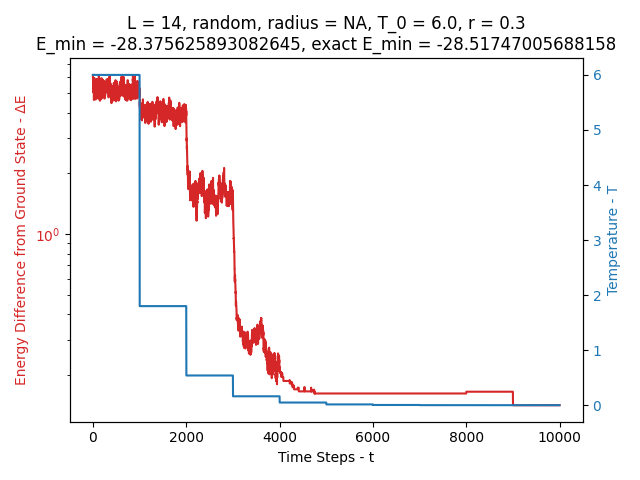 L = 14, random, radius = NA, T_0 = 6.0, r = 0.3
E_min = -28.375625893082645, exact E_min = -28.51747005688158
Energy Difference from Ground State - ΔE
10⁰
6
5
4
3
2
1
0
Temperature - T
0
2000
4000
6000
8000
10000
Time Steps - t